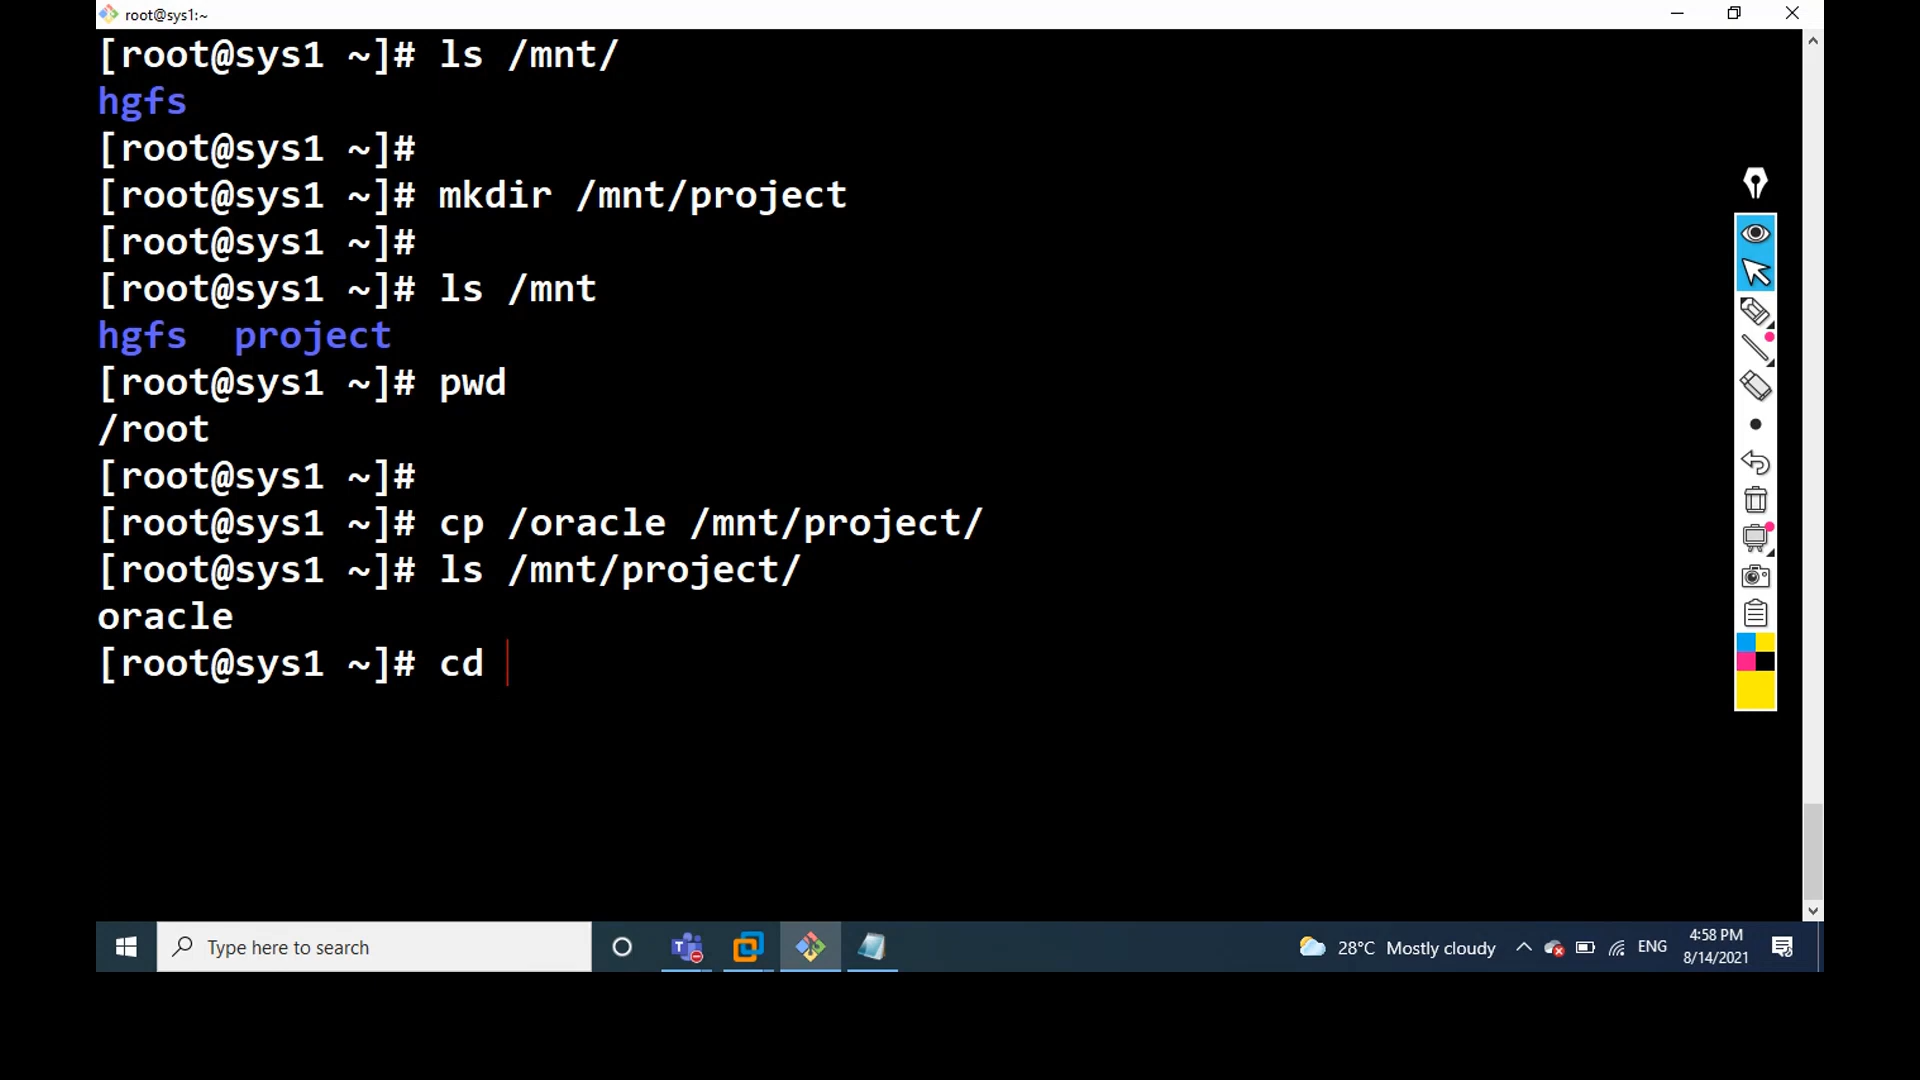 root@sys1:~
[root@sys1 ~]# ls /mnt/
hgfs
[root@sys1 ~]#
[root@sys1 ~]# mkdir /mnt/project
[root@sys1 ~]#
[root@sys1 ~]# ls /mnt
hgfs  project
[root@sys1 ~]# pwd
/root
[root@sys1 ~]#
[root@sys1 ~]# cp /oracle /mnt/project/
[root@sys1 ~]# ls /mnt/project/
oracle
[root@sys1 ~]# cd
Type here to search
28°C Mostly cloudy
ENG
4:58 PM
8/14/2021